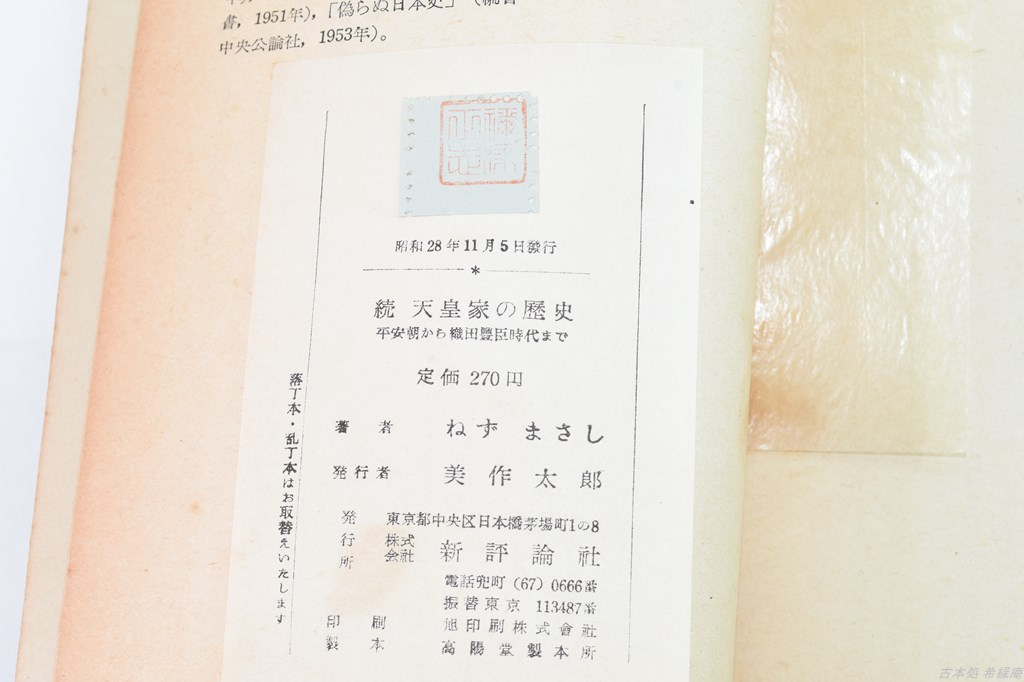 書，1951年），「偽らぬ日本史」（続書
中央公論社，1953年）。
昭和28年11月5日發行
*
続 天皇家の歴史
平安朝から織田豐臣時代まで
定価 270円
著者 ねず まさし
発行者 美作太郎
発行所 東京都中央区日本橋茅場町1の8
株式会社 新評論社
電話兜町（67）0666番
振替東京 113487番
印刷 旭印刷株式會社
製本 高陽堂製本所
落丁本・乱丁本はお取替えいたします
古本処 希縁庵